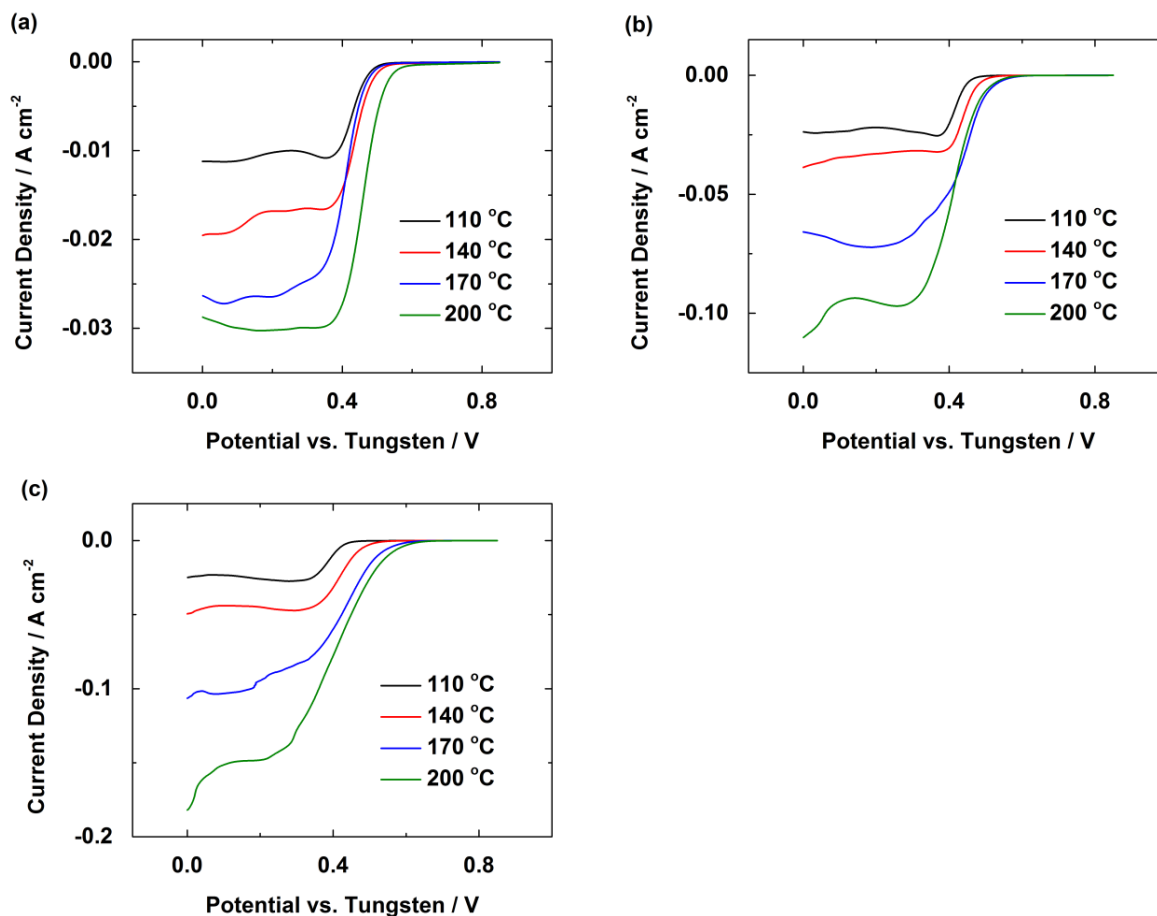 (a)
0.00
-0.01
-0.02
-0.03
Current Density / A cm⁻²
110 °C
140 °C
170 °C
200 °C
0.0 0.4 0.8
Potential vs. Tungsten / V
(b)
0.00
-0.05
-0.10
Current Density / A cm⁻²
110 °C
140 °C
170 °C
200 °C
0.0 0.4 0.8
Potential vs. Tungsten / V
(c)
0.0
-0.1
-0.2
Current Density / A cm⁻²
110 °C
140 °C
170 °C
200 °C
0.0 0.4 0.8
Potential vs. Tungsten / V